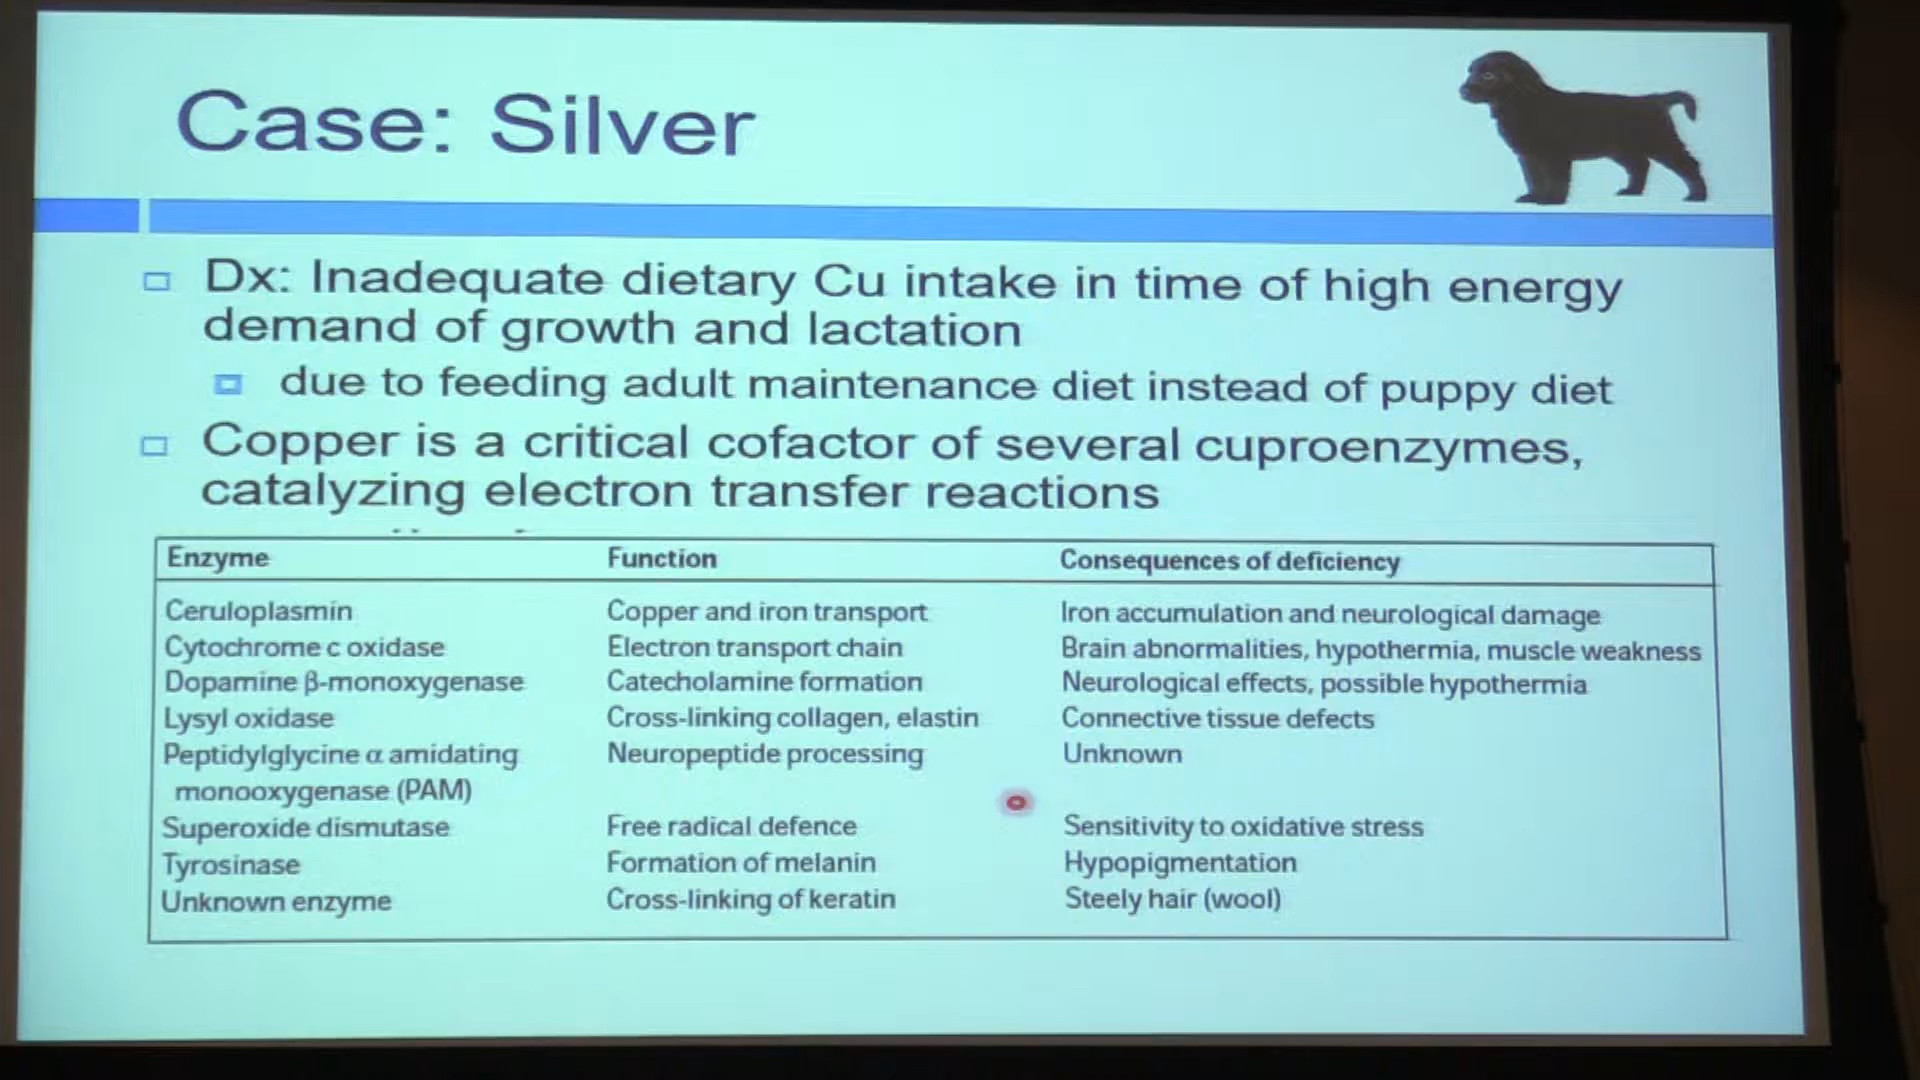 Case: Silver
Dx: Inadequate dietary Cu intake in time of high energy
demand of growth and lactation
due to feeding adult maintenance diet instead of puppy diet
Copper is a critical cofactor of several cuproenzymes,
catalyzing electron transfer reactions
Enzyme Function Consequences of deficiency
Ceruloplasmin Copper and iron transport Iron accumulation and neurological damage
Cytochrome c oxidase Electron transport chain Brain abnormalities, hypothermia, muscle weakness
Dopamine β-monoxygenase Catecholamine formation Neurological effects, possible hypothermia
Lysyl oxidase Cross-linking collagen, elastin Connective tissue defects
Peptidylglycine α amidating Neuropeptide processing Unknown
monooxygenase (PAM)
Superoxide dismutase Free radical defence Sensitivity to oxidative stress
Tyrosinase Formation of melanin Hypopigmentation
Unknown enzyme Cross-linking of keratin Steely hair (wool)